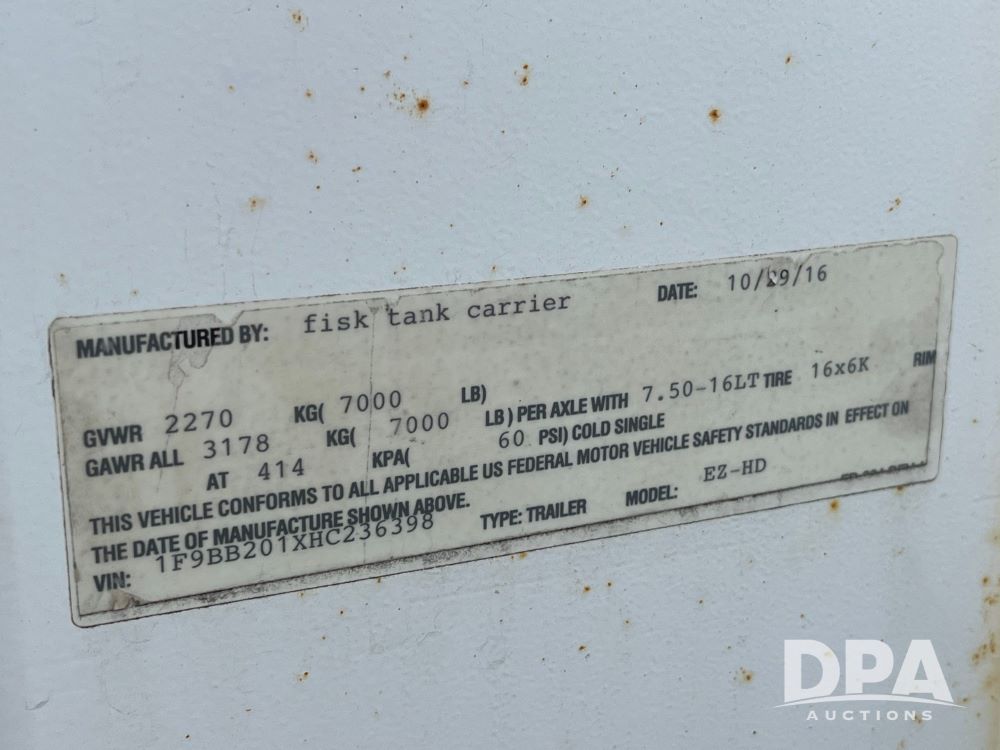 MANUFACTURED BY: fisk tank carrier DATE: 10/29/16
GVWR 2270 KG( 7000 LB)
GAWR ALL 3178 KG( 7000 LB) PER AXLE WITH 7.50-16LT TIRE 16x6K RIM
AT 414 KPA( 60 PSI) COLD SINGLE
THIS VEHICLE CONFORMS TO ALL APPLICABLE US FEDERAL MOTOR VEHICLE SAFETY STANDARDS IN EFFECT ON
THE DATE OF MANUFACTURE SHOWN ABOVE.
VIN: 1F9BB201XHC236398 TYPE: TRAILER MODEL: EZ-HD
DPA
AUCTIONS